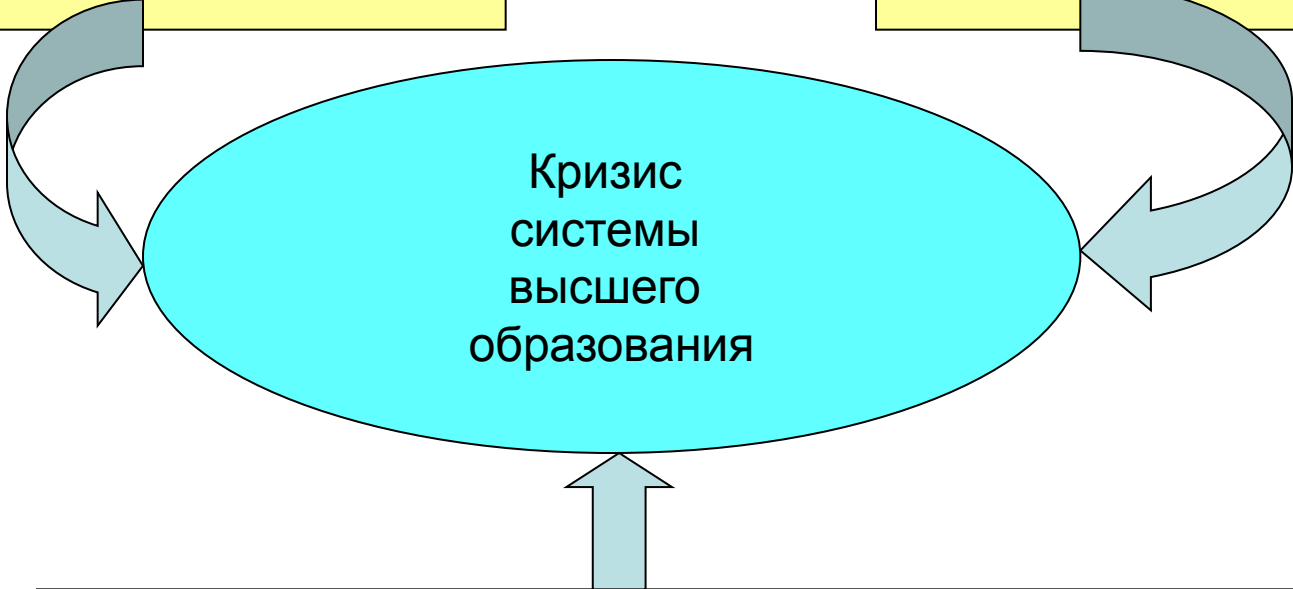 Кризис
системы
высшего
образования